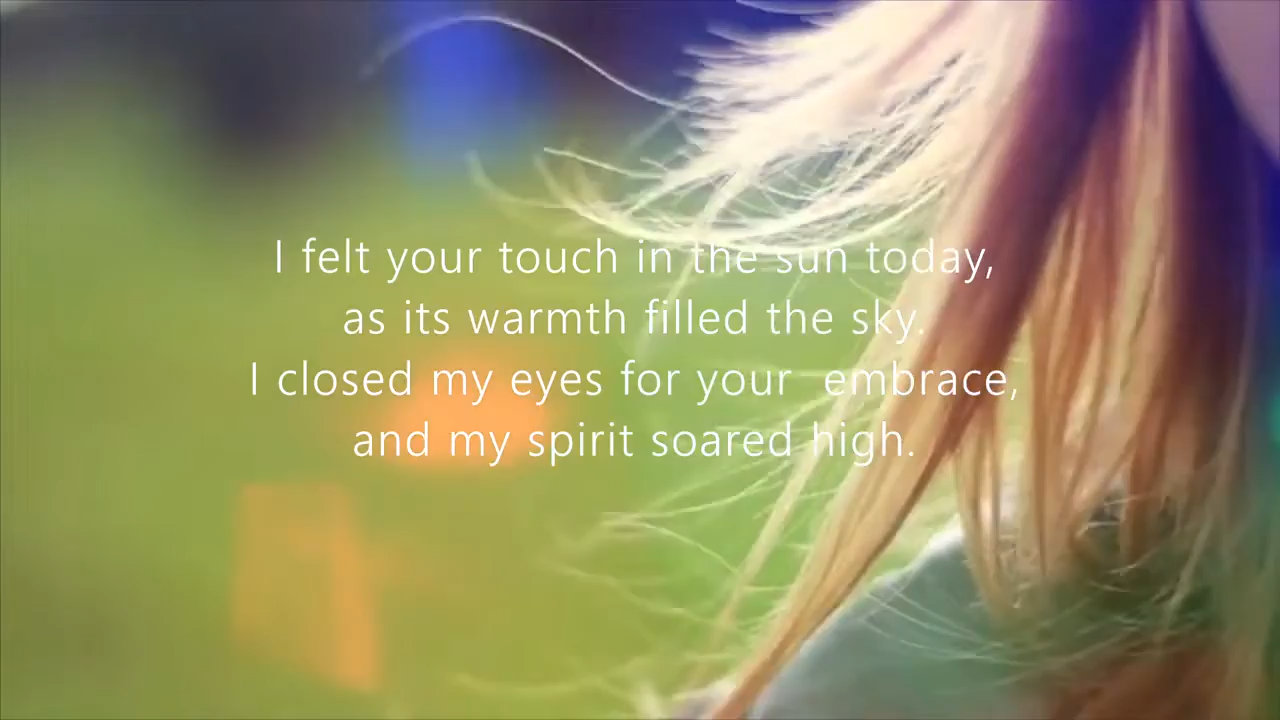 I felt your touch in the sun today,
as its warmth filled the sky.
I closed my eyes for your  embrace,
and my spirit soared high.